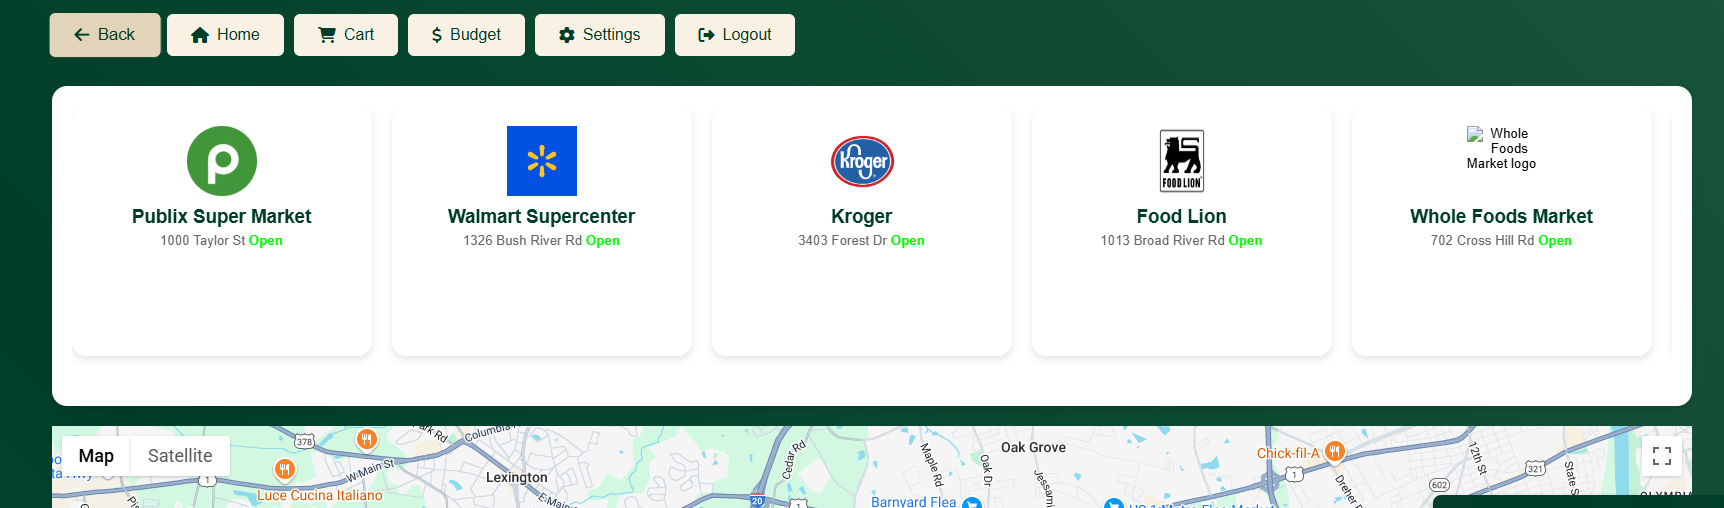 Back
Home
Cart
Budget
Settings
Logout
Publix Super Market
1000 Taylor St Open
Walmart Supercenter
1326 Bush River Rd Open
Kroger
Kroger
3403 Forest Dr Open
FOOD LION
Food Lion
1013 Broad River Rd Open
Whole
Foods
Market logo
Whole Foods Market
702 Cross Hill Rd Open
Map
Satellite
378
Park Rd
Columbia
W Main St
1
Luce Cucina Italiano
Lexington
E Main
20
Cedar Rd
1
Barnyard Flea
Maple Rd
Oak Dr
Oak Grove
Jessami
Chick-fil-A
1
Dreher
602
12th St
321
State S